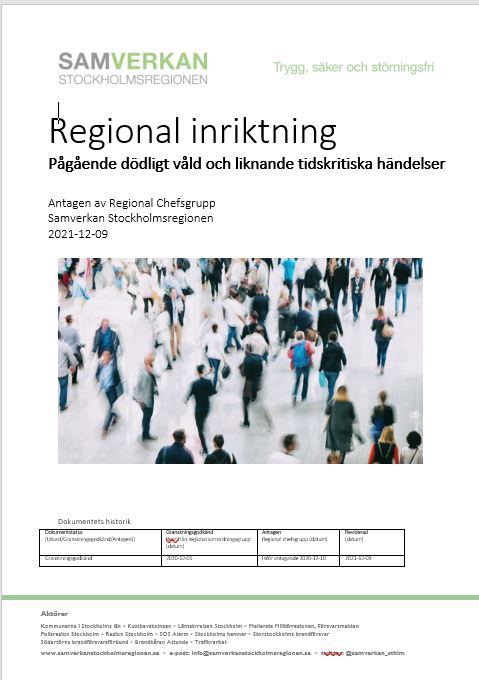 SAMVERKAN
STOCKHOLMSREGIONEN
Trygg, säker och störningsfri
Regional inriktning
Pågående dödligt våld och liknande tidskritiska händelser
Antagen av Regional Chefsgrupp
Samverkan Stockholmsregionen
2021-12-09
Dokumentets historik
Dokumentstatus
(Utkast/Granskningsgodkänd/Antagen))
Granskningsgodkänd
från regional samordningsgrupp
(datum)
Antagen
Regional chefsgrupp (datum)
Reviderad
(datum)
Granskningsgodkänd
2020-12-05
Inför antagande 2020-12-10
2021-12-09
Aktörer
Kommunerna i Stockholms län – Kustbevakningen – Länsstyrelsen Stockholm – Mellersta Militärregionen, Försvarsmakten
Polisregion Stockholm – Region Stockholm – SOS Alarm – Stockholms hamnar – Storstockholms brandförsvar
Södertörns brandförsvarsförbund – Brandkåren Attunda – Trafikverket
www.samverkanstockholmsregionen.se – e-post: info@samverkanstockholmsregionen.se – @samverkan_sthlm